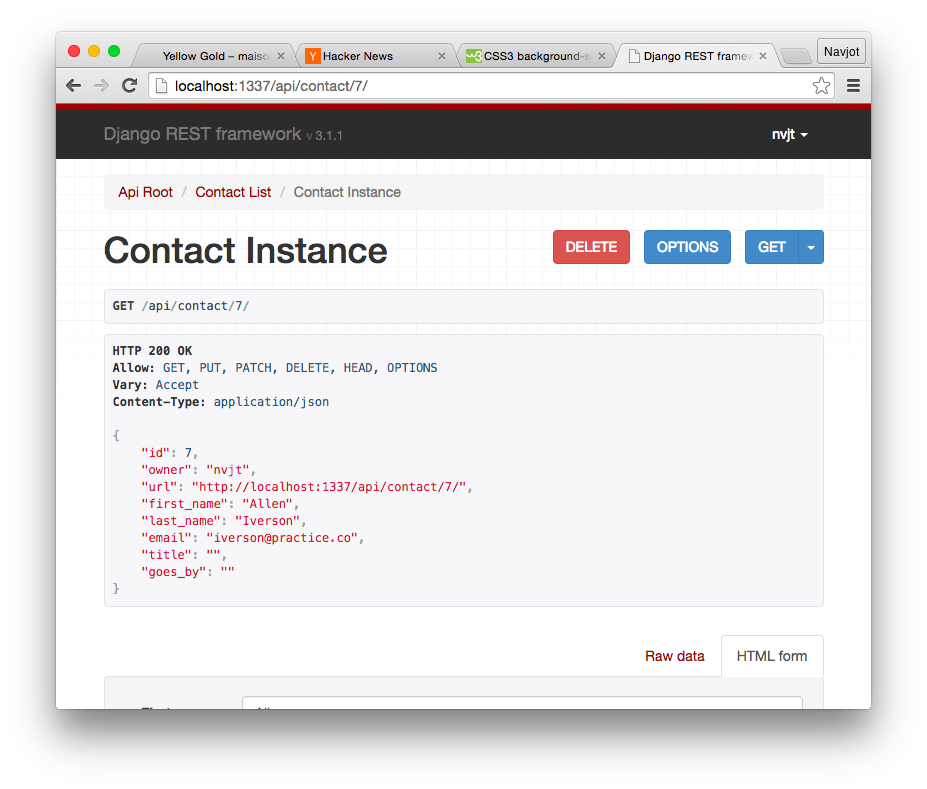 Yellow Gold – maiso
Hacker News
CSS3 background-s
Django REST framew
Navjot
localhost:1337/api/contact/7/
Django REST framework v 3.1.1
nvjt
Api Root / Contact List / Contact Instance
Contact Instance
DELETE
OPTIONS
GET
GET /api/contact/7/
HTTP 200 OK
Allow: GET, PUT, PATCH, DELETE, HEAD, OPTIONS
Vary: Accept
Content-Type: application/json
{
"id": 7,
"owner": "nvjt",
"url": "http://localhost:1337/api/contact/7/",
"first_name": "Allen",
"last_name": "Iverson",
"email": "iverson@practice.co",
"title": "",
"goes_by": ""
}
Raw data
HTML form